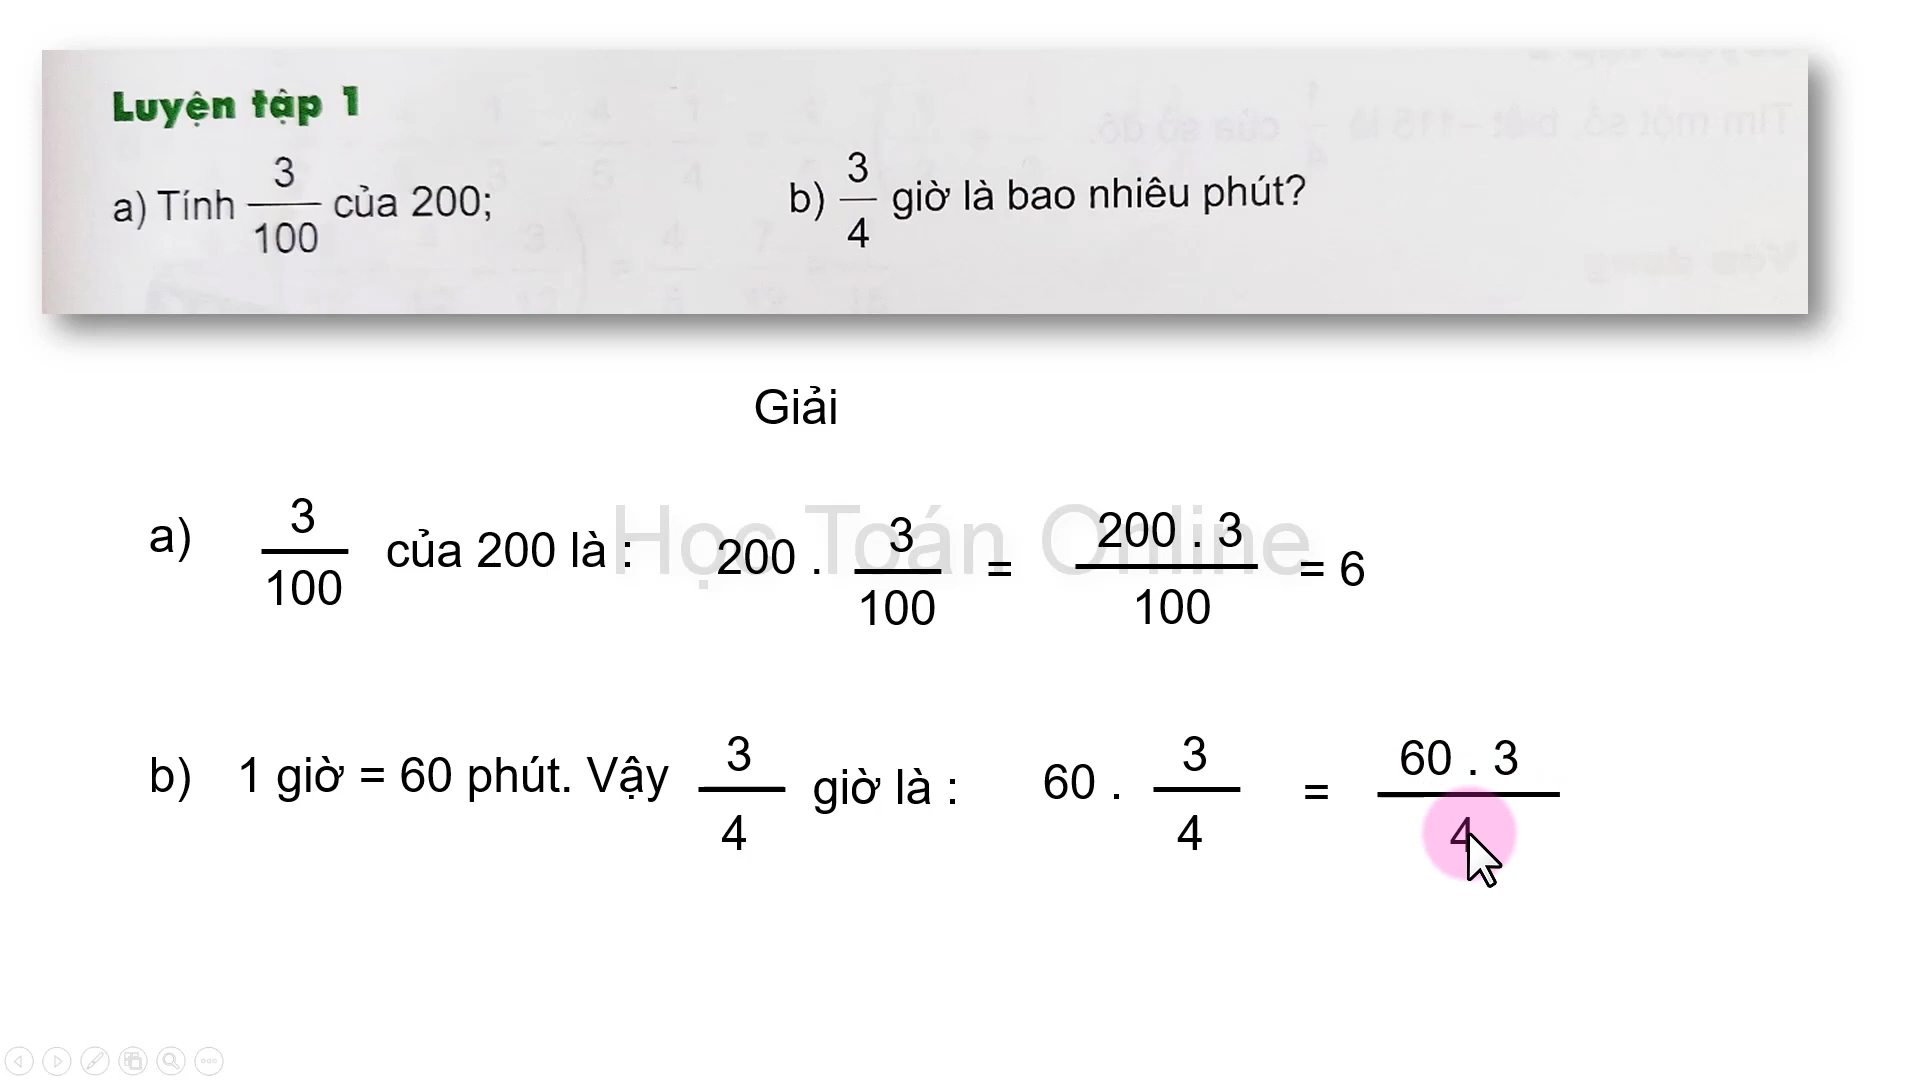 Luyện tập 1
a) Tính 3/100 của 200;
b) 3/4 giờ là bao nhiêu phút?
Giải
Học Toán Online
a) 3/100 của 200 là : 200 . 3/100 = 200 . 3/100 = 6
b) 1 giờ = 60 phút. Vậy 3/4 giờ là : 60 . 3/4 = 60 . 3/4